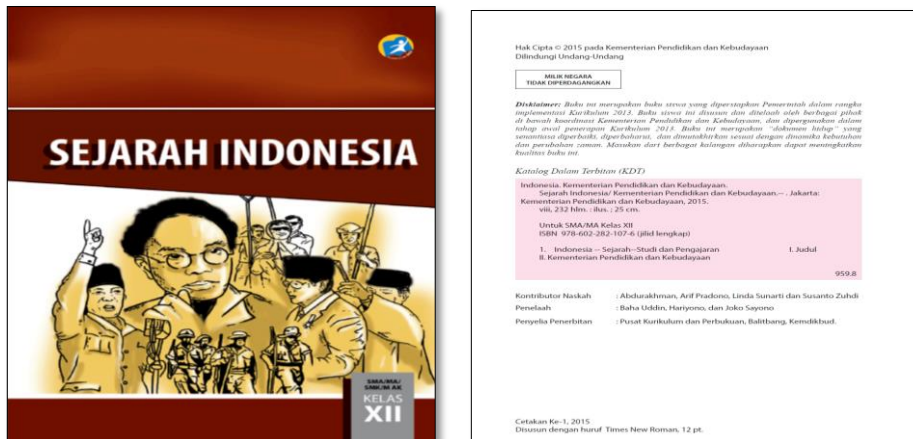 SEJARAH INDONESIA
SMA/MA/
SMK/MAK
KELAS
XII
Hak Cipta © 2015 pada Kementerian Pendidikan dan Kebudayaan
Dilindungi Undang-Undang
MILIK NEGARA
TIDAK DIPERDAGANGKAN
Disklaimer: Buku ini merupakan buku siswa yang dipersiapkan Pemerintah dalam rangka
implementasi Kurikulum 2013. Buku siswa ini disusun dan ditelaah oleh berbagai pihak
di bawah koordinasi Kementerian Pendidikan dan Kebudayaan, dan dipergunakan dalam
tahap awal penerapan Kurikulum 2013. Buku ini merupakan "dokumen hidup" yang
senantiasa diperbaiki, diperbaharui, dan dimutakhirkan sesuai dengan dinamika kebutuhan
dan perubahan zaman. Masukan dari berbagai kalangan diharapkan dapat meningkatkan
kualitas buku ini.
Katalog Dalam Terbitan (KDT)
Indonesia. Kementerian Pendidikan dan Kebudayaan.
Sejarah Indonesia/ Kementerian Pendidikan dan Kebudayaan.-- . Jakarta:
Kementerian Pendidikan dan Kebudayaan, 2015.
viii, 232 hlm. : ilus. ; 25 cm.
Untuk SMA/MA Kelas XII
ISBN 978-602-282-107-6 (jilid lengkap)
1. Indonesia -- Sejarah--Studi dan Pengajaran I. Judul
II. Kementerian Pendidikan dan Kebudayaan
959.8
Kontributor Naskah : Abdurakhman, Arif Pradono, Linda Sunarti dan Susanto Zuhdi
Penelaah : Baha Uddin, Hariyono, dan Joko Sayono
Penyelia Penerbitan : Pusat Kurikulum dan Perbukuan, Balitbang, Kemdikbud.
Cetakan Ke-1, 2015
Disusun dengan huruf Times New Roman, 12 pt.